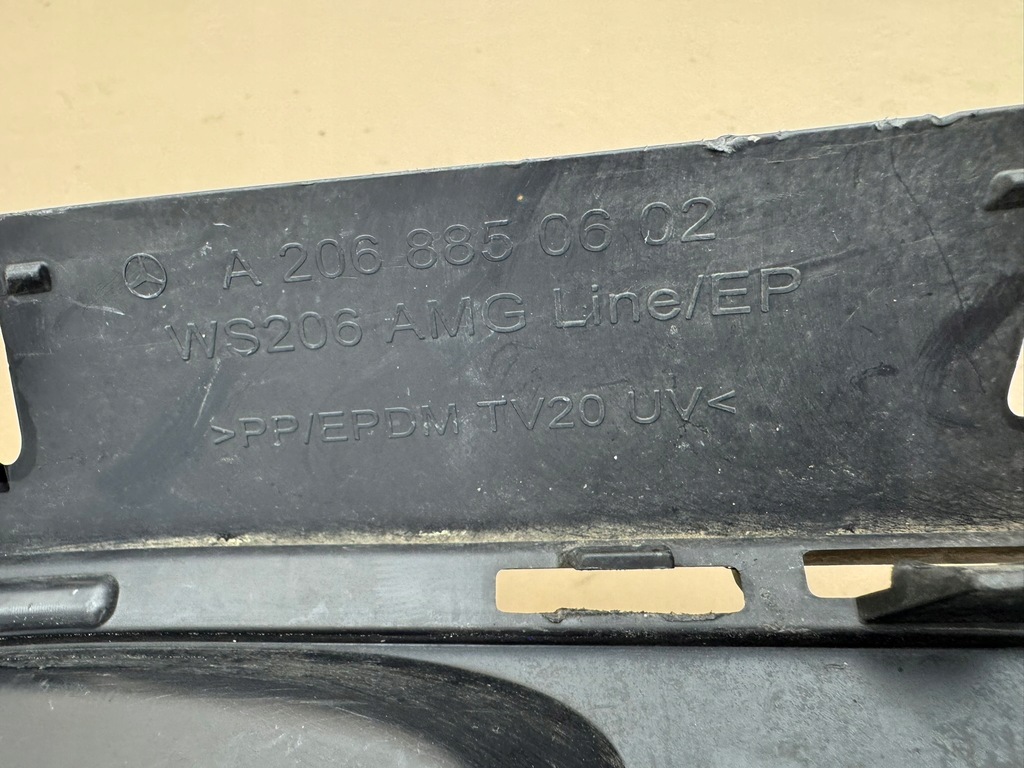 A 206 885 06 02
WS206 AMG Line/EP
>PP/EPDM TV20 UV<